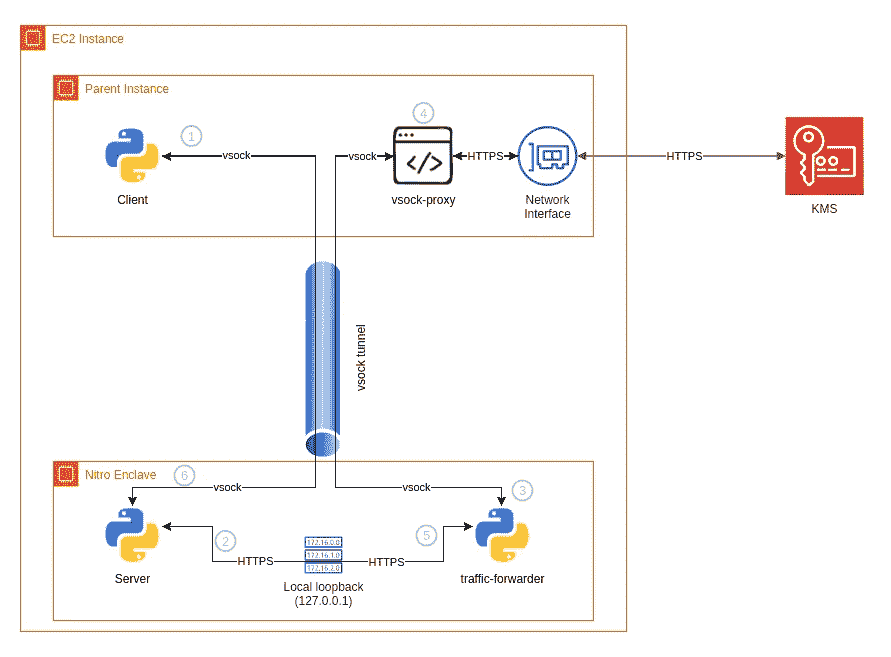 EC2 Instance
Parent Instance
1
4
vsock
vsock
HTTPS
HTTPS
Client
vsock-proxy
Network
Interface
KMS
vsock tunnel
Nitro Enclave
6
vsock
vsock
3
2
5
172.16.0.0
172.16.1.0
172.16.2.0
HTTPS
HTTPS
Server
Local loopback
(127.0.0.1)
traffic-forwarder